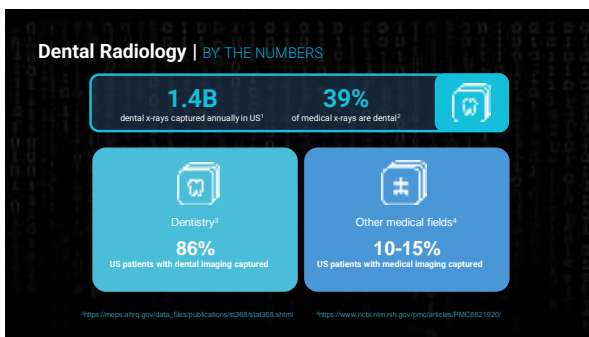 Dental Radiology | BY THE NUMBERS
1.4B
dental x-rays captured annually in US¹
39%
of medical x-rays are dental²
Dentistry³
86%
US patients with dental imaging captured
Other medical fields⁴
10-15%
US patients with medical imaging captured
³https://meps.ahrq.gov/data_files/publications/st368/stat368.shtml
⁴https://www.ncbi.nlm.nih.gov/pmc/articles/PMC8621920/